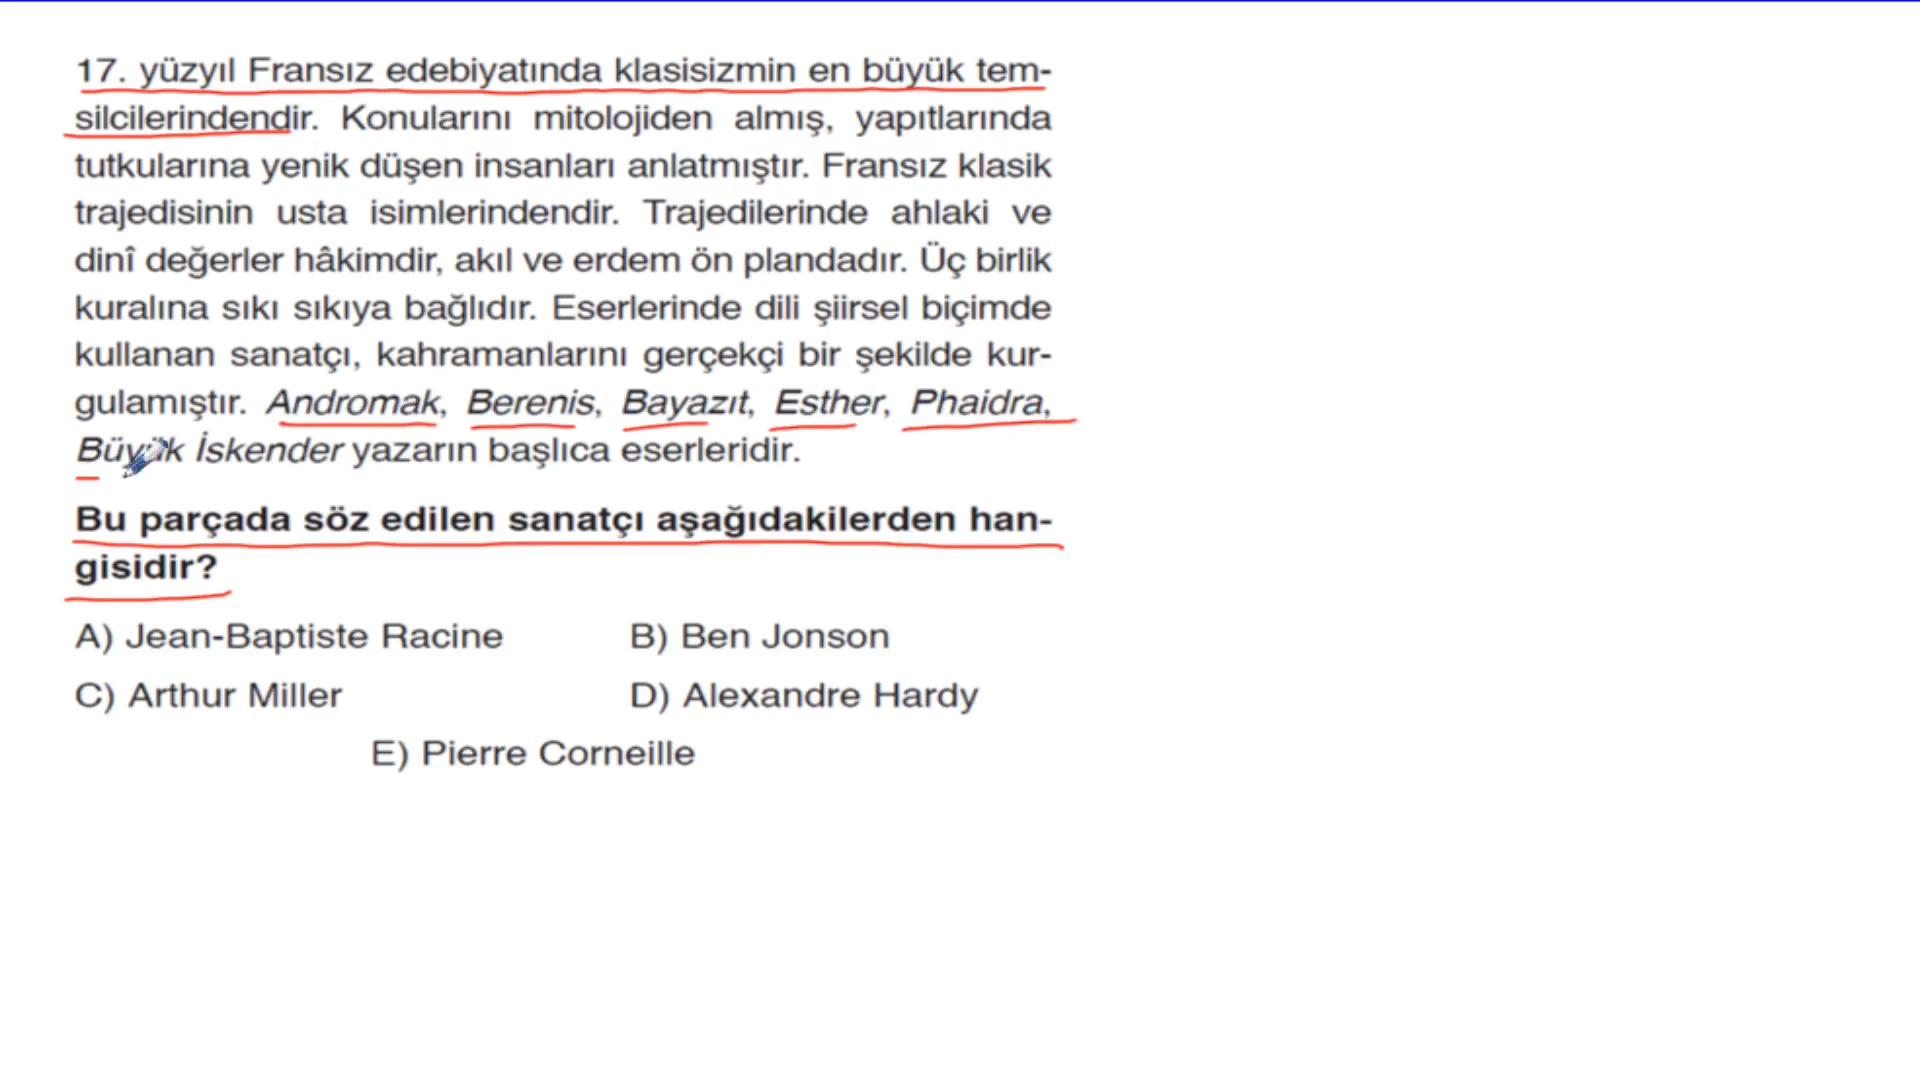 17. yüzyıl Fransız edebiyatında klasisizmin en büyük tem-
silcilerindendir. Konularını mitolojiden almış, yapıtlarında
tutkularına yenik düşen insanları anlatmıştır. Fransız klasik
trajedisinin usta isimlerindendir. Trajedilerinde ahlaki ve
dinî değerler hâkimdir, akıl ve erdem ön plandadır. Üç birlik
kuralına sıkı sıkıya bağlıdır. Eserlerinde dili şiirsel biçimde
kullanan sanatçı, kahramanlarını gerçekçi bir şekilde kur-
gulamıştır. Andromak, Berenis, Bayazıt, Esther, Phaidra,
Büyük İskender yazarın başlıca eserleridir.
Bu parçada söz edilen sanatçı aşağıdakilerden han-
gisidir?
A) Jean-Baptiste Racine B) Ben Jonson
C) Arthur Miller D) Alexandre Hardy
E) Pierre Corneille